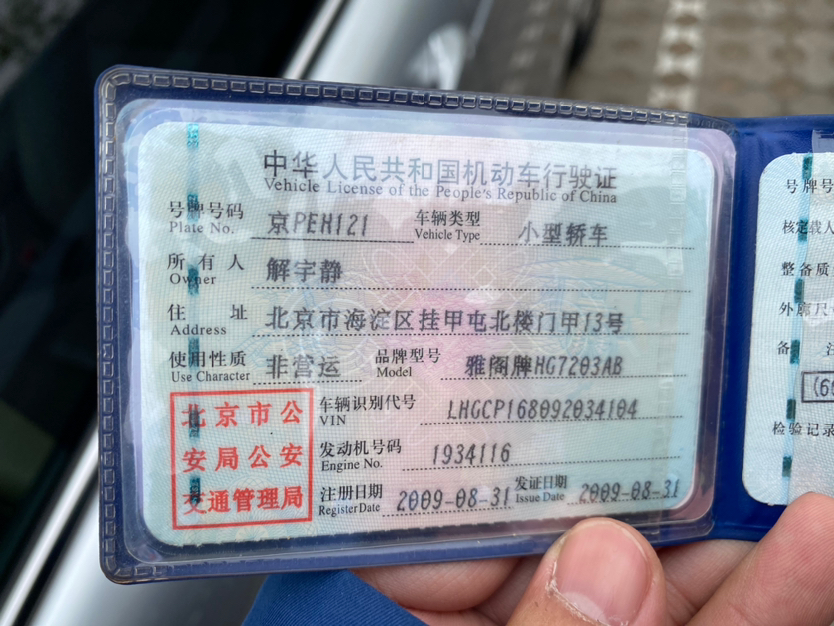 中华人民共和国机动车行驶证
Vehicle License of the People's Republic of China
号牌号码 京PEH121 车辆类型 小型轿车
Plate No. Vehicle Type
所有人 解宇静
Owner
住址 北京市海淀区挂甲屯北楼门甲13号
Address
使用性质 非营运 品牌型号 雅阁牌HG7203AB
Use Character Model
北京市公
安局公安
交通管理局
车辆识别代号 LHGCP168092034104
VIN
发动机号码 1934116
Engine No.
注册日期 2009-08-31 发证日期 2009-08-31
Register Date Issue Date
号牌号
核定载人
整备质
外廓尺
备
注
(69
检验记录